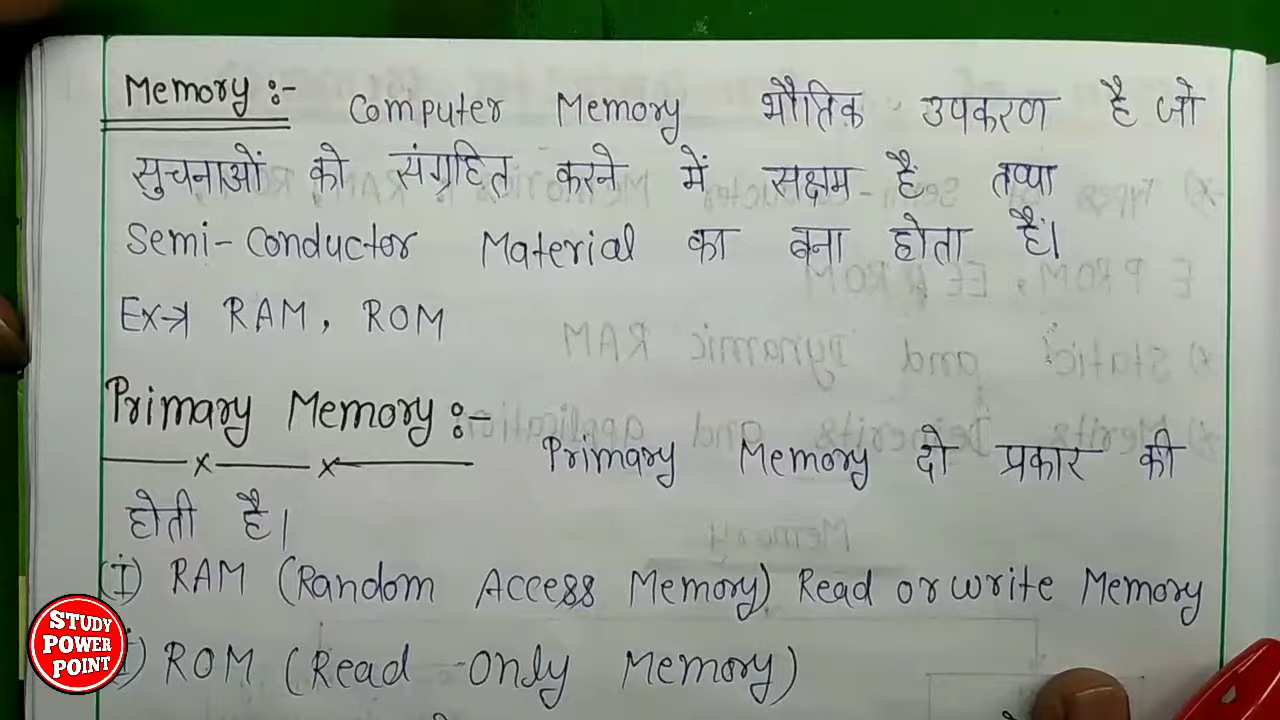 Memory :- Computer Memory भौतिक उपकरण है जो
सुचनाओं को संग्रहित करने में सक्षम है तथा
Semi-Conductor Material का बना होता है।
Ex→ RAM, ROM
Primary Memory :- Primary Memory दो प्रकार की
होती है।
(i) RAM (Random Access Memory) Read or write Memory
ROM (Read -Only Memory)
STUDY
POWER
POINT